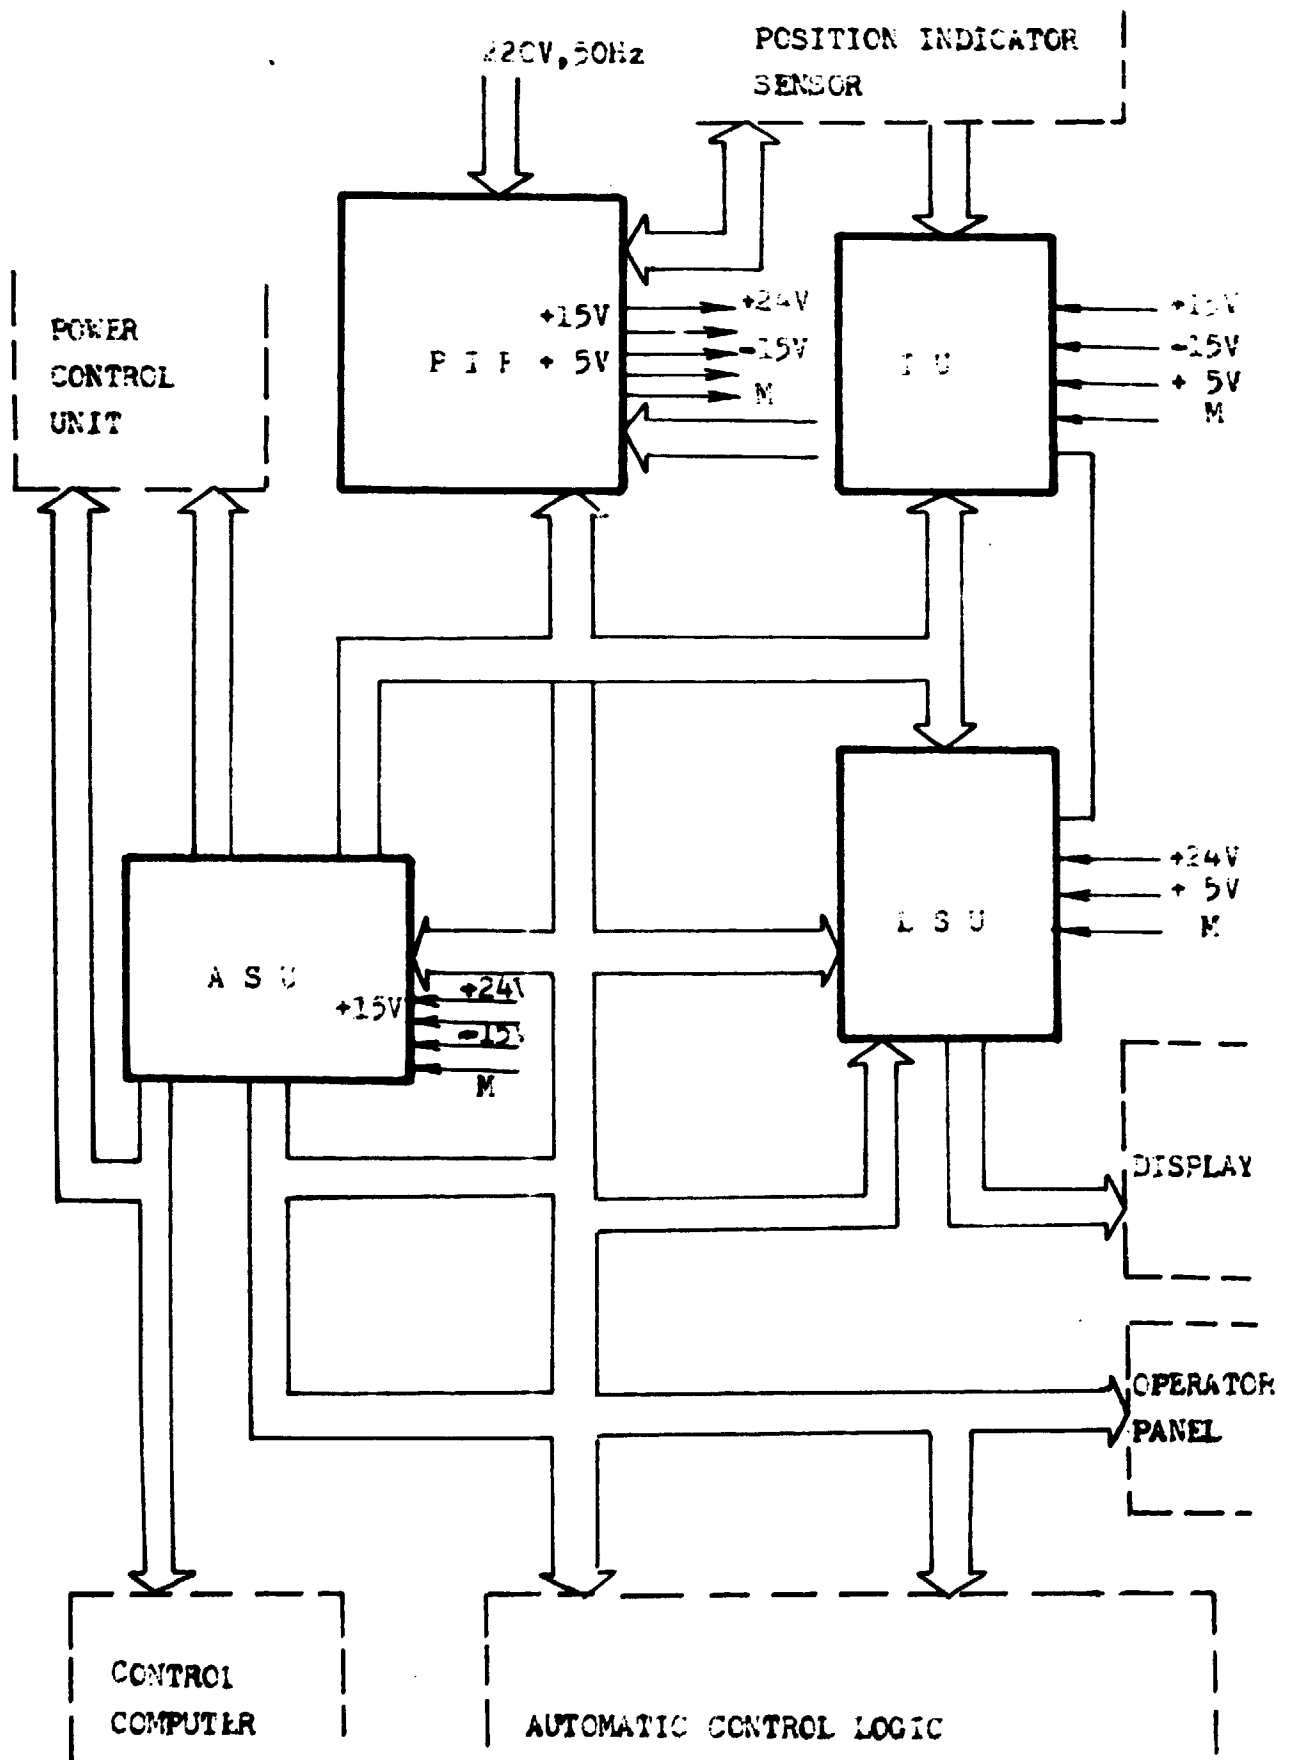 220V,50Hz
POSITION INDICATOR
SENSOR
POWER
CONTROL
UNIT
+15V
+24V
-15V
+ 5V
M
I U
+15V
-15V
+ 5V
M
A S U
+15V
+24V
-15V
M
+24V
+ 5V
M
DISPLAY
OPERATOR
PANEL
CONTROL
COMPUTER
AUTOMATIC CONTROL LOGIC